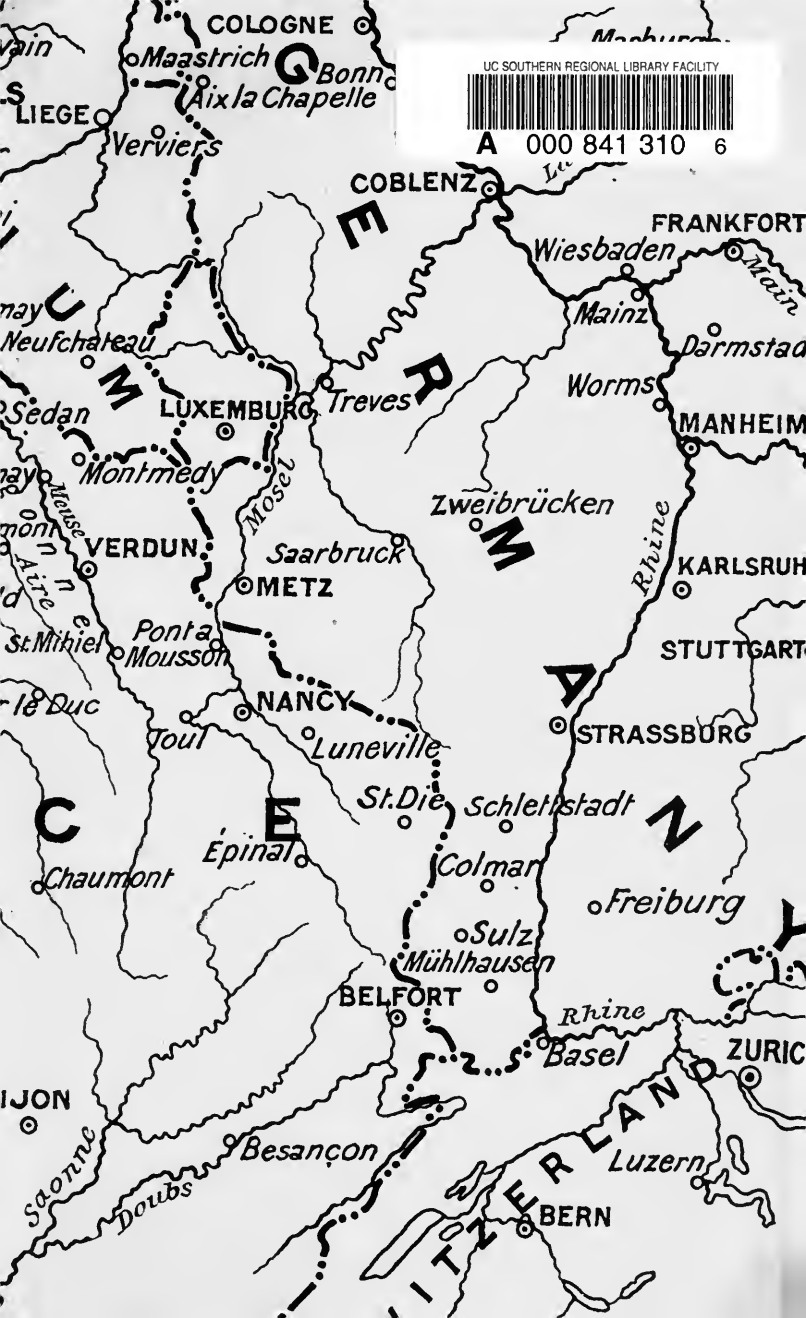 COLOGNE
Maastrich
G
Bonn
UC SOUTHERN REGIONAL LIBRARY FACILITY
A 000 841 310 6
Aix la Chapelle
LIEGE
Verviers
COBLENZ
E
FRANKFORT
Wiesbaden
Main
U
Mainz
Neufchateau
Darmstad
M
R
Worms
Sedan
LUXEMBURG
Treves
MANHEIM
Montmedy
Mosel
Meuse
Zweibrücken
M
VERDUN
Saarbruck
Rhine
Aire
METZ
KARLSRUH
St. Mihiel
Pont a
Mousson
STUTTGART
A
le Duc
NANCY
Toul
Luneville
STRASSBURG
C
E
St. Die
Schlettstadt
N
Épinal
Colmar
Chaumont
Freiburg
Y
Sulz
Mühlhausen
BELFORT
Rhine
Basel
ZURIC
IJON
Besançon
Saonne
Doubs
Luzern
BERN
ITZERLAND